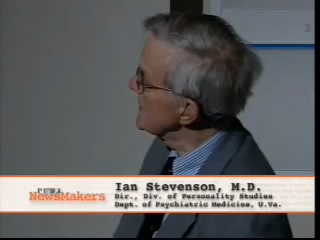 NewsMakers
Ian Stevenson, M.D.
Dir., Div. of Personality Studies
Dept. of Psychiatric Medicine, U.Va.